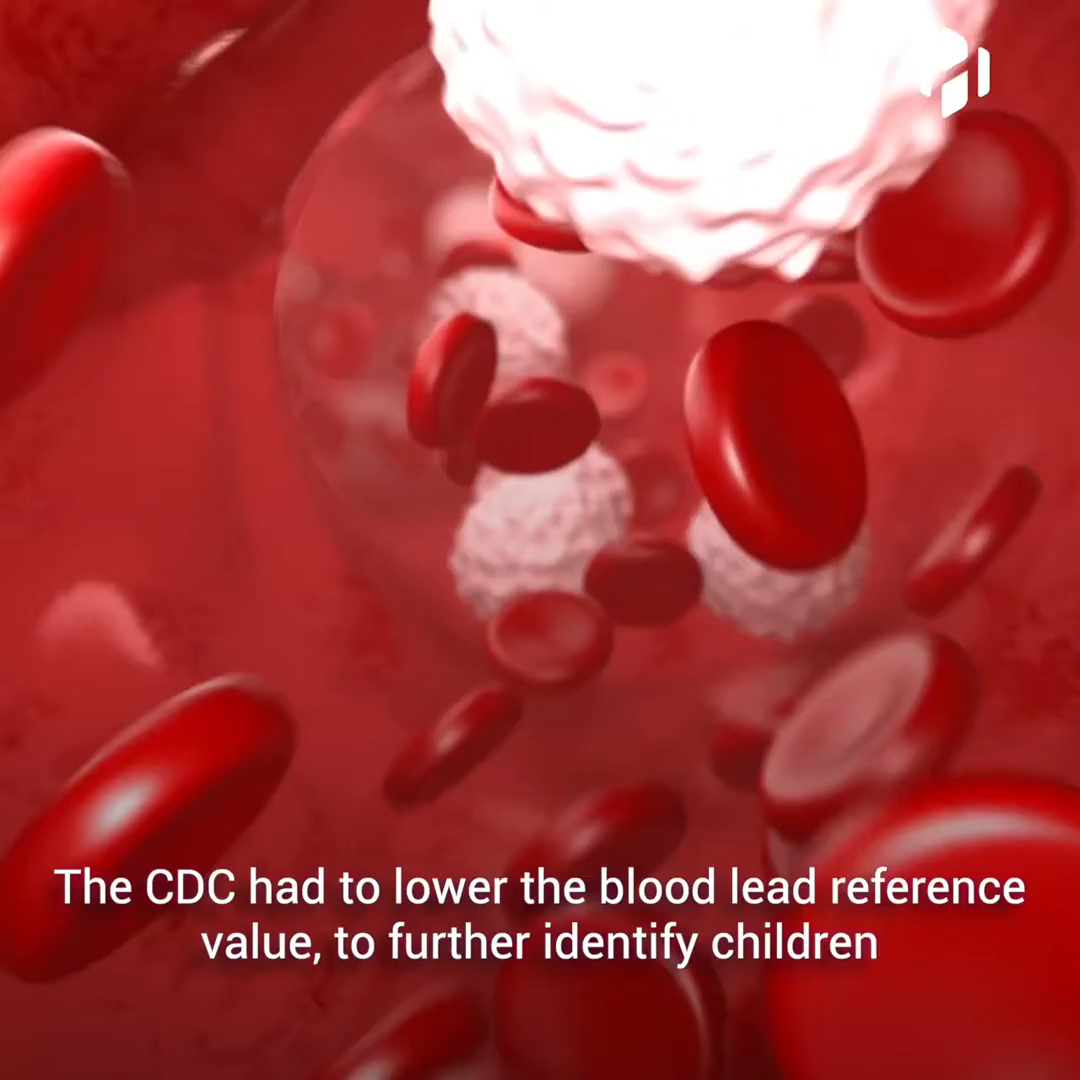 The CDC had to lower the blood lead reference
value, to further identify children